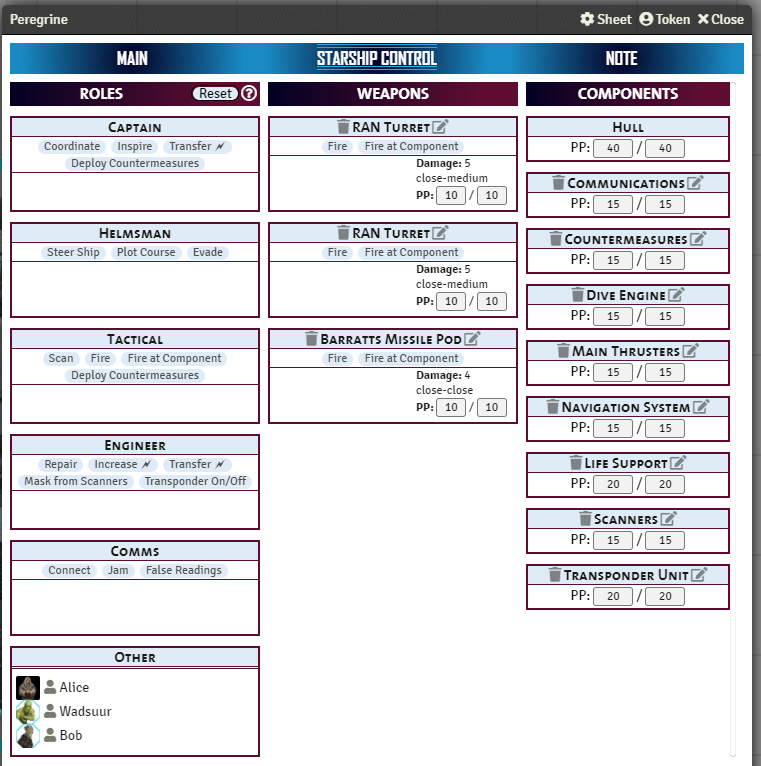 Peregrine Sheet Token Close
MAIN STARSHIP CONTROL NOTE
ROLES Reset ?
Captain
Coordinate Inspire Transfer
Deploy Countermeasures
Helmsman
Steer Ship Plot Course Evade
Tactical
Scan Fire Fire at Component
Deploy Countermeasures
Engineer
Repair Increase Transfer
Mask from Scanners Transponder On/Off
Comms
Connect Jam False Readings
Other
Alice
Wadsuur
Bob
WEAPONS
RAN Turret
Fire Fire at Component
Damage: 5
close-medium
PP: 10 / 10
RAN Turret
Fire Fire at Component
Damage: 5
close-medium
PP: 10 / 10
Barratts Missile Pod
Fire Fire at Component
Damage: 4
close-close
PP: 10 / 10
COMPONENTS
Hull
PP: 40 / 40
Communications
PP: 15 / 15
Countermeasures
PP: 15 / 15
Dive Engine
PP: 15 / 15
Main Thrusters
PP: 15 / 15
Navigation System
PP: 15 / 15
Life Support
PP: 20 / 20
Scanners
PP: 15 / 15
Transponder Unit
PP: 20 / 20